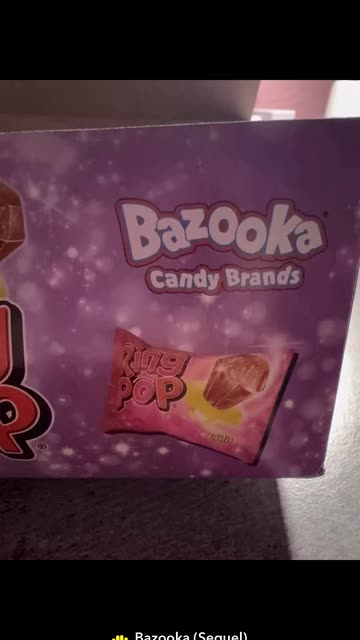 Bazooka®
Candy Brands
Ring
POP
Bazooka (Sequel)